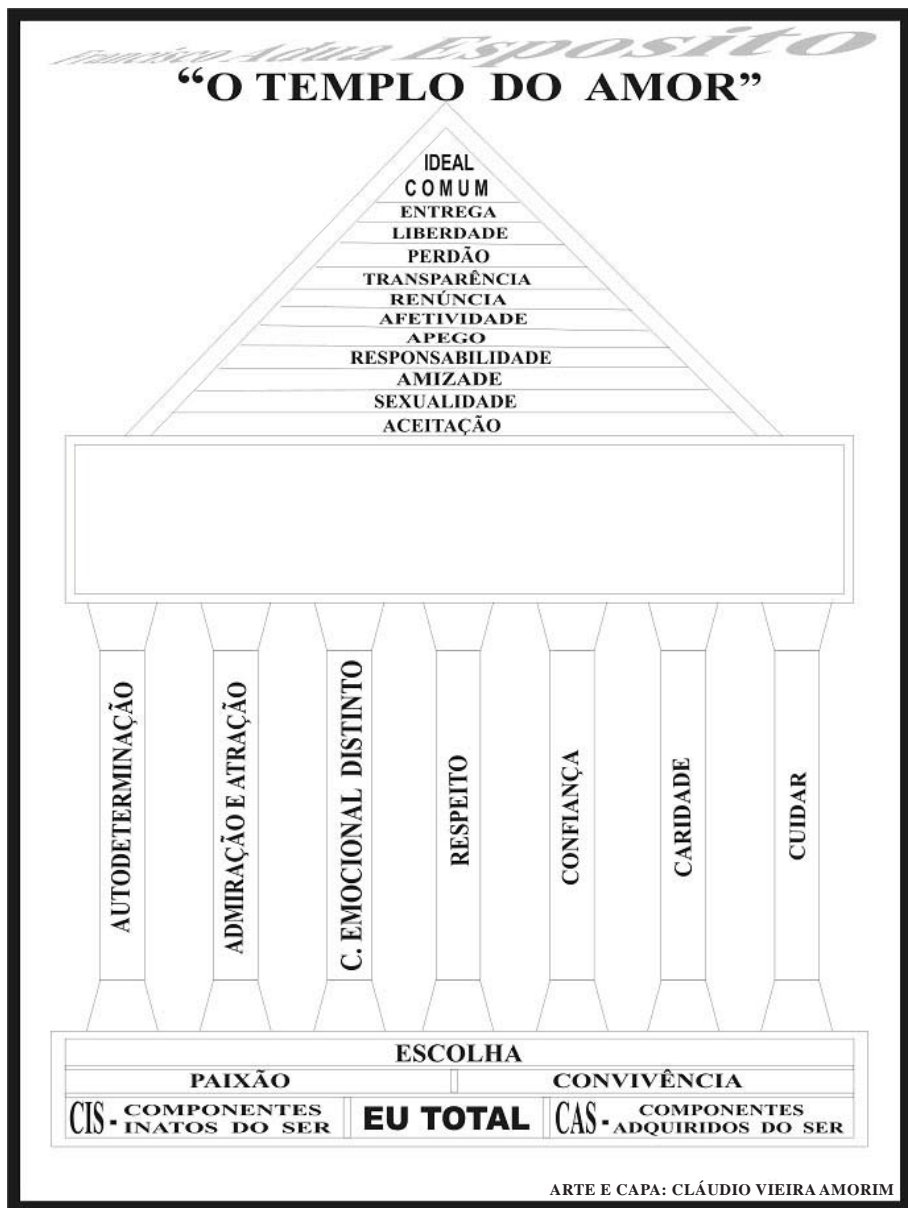 Francisco Adua Esposito
“O TEMPLO DO AMOR”
IDEAL
COMUM
ENTREGA
LIBERDADE
PERDÃO
TRANSPARÊNCIA
RENÚNCIA
AFETIVIDADE
APEGO
RESPONSABILIDADE
AMIZADE
SEXUALIDADE
ACEITAÇÃO
AUTODETERMINAÇÃO
ADMIRAÇÃO E ATRAÇÃO
C. EMOCIONAL DISTINTO
RESPEITO
CONFIANÇA
CARIDADE
CUIDAR
ESCOLHA
PAIXÃO
CONVIVÊNCIA
CIS - COMPONENTES
INATOS DO SER
EU TOTAL
CAS - COMPONENTES
ADQUIRIDOS DO SER
ARTE E CAPA: CLÁUDIO VIEIRA AMORIM